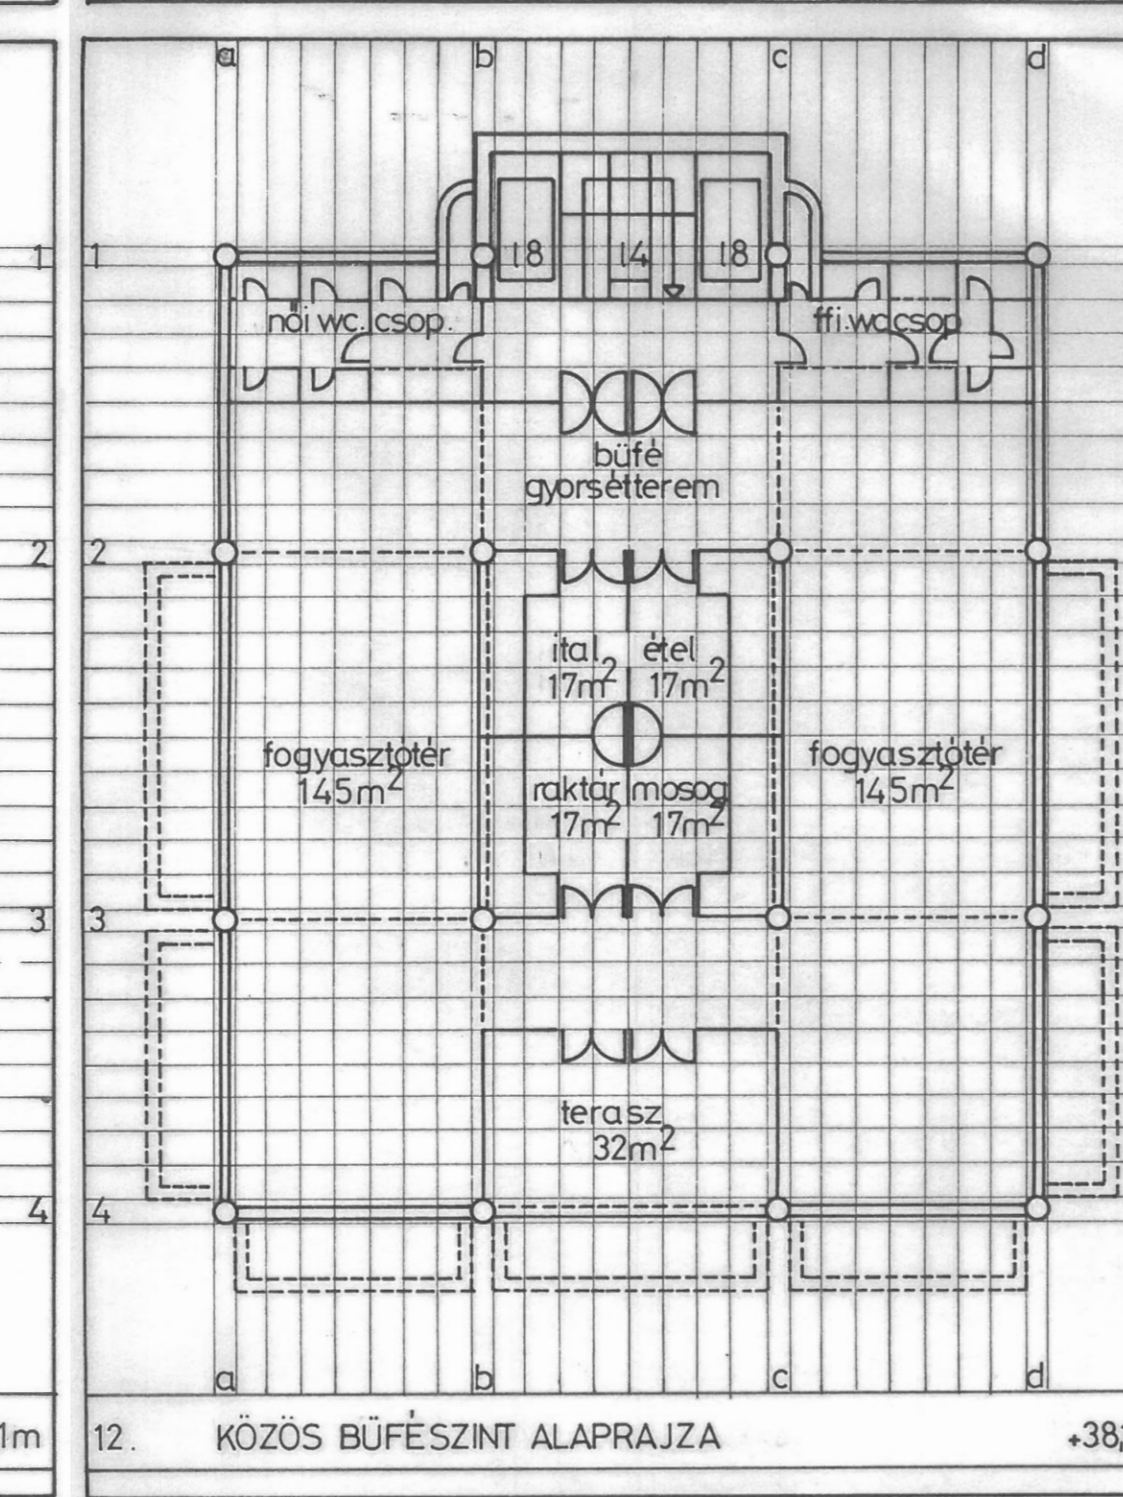 a b c d
1 1
18 14 18
női wc. csop.
ffi.wc csop
büfé
gyorsétterem
2 2
ital étel
17m² 17m²
fogyasztótér
145m²
fogyasztótér
145m²
raktár mosog
17m² 17m²
3 3
terasz
32m²
4 4
a b c d
1m
12. KÖZÖS BÜFÉSZINT ALAPRAJZA
+38